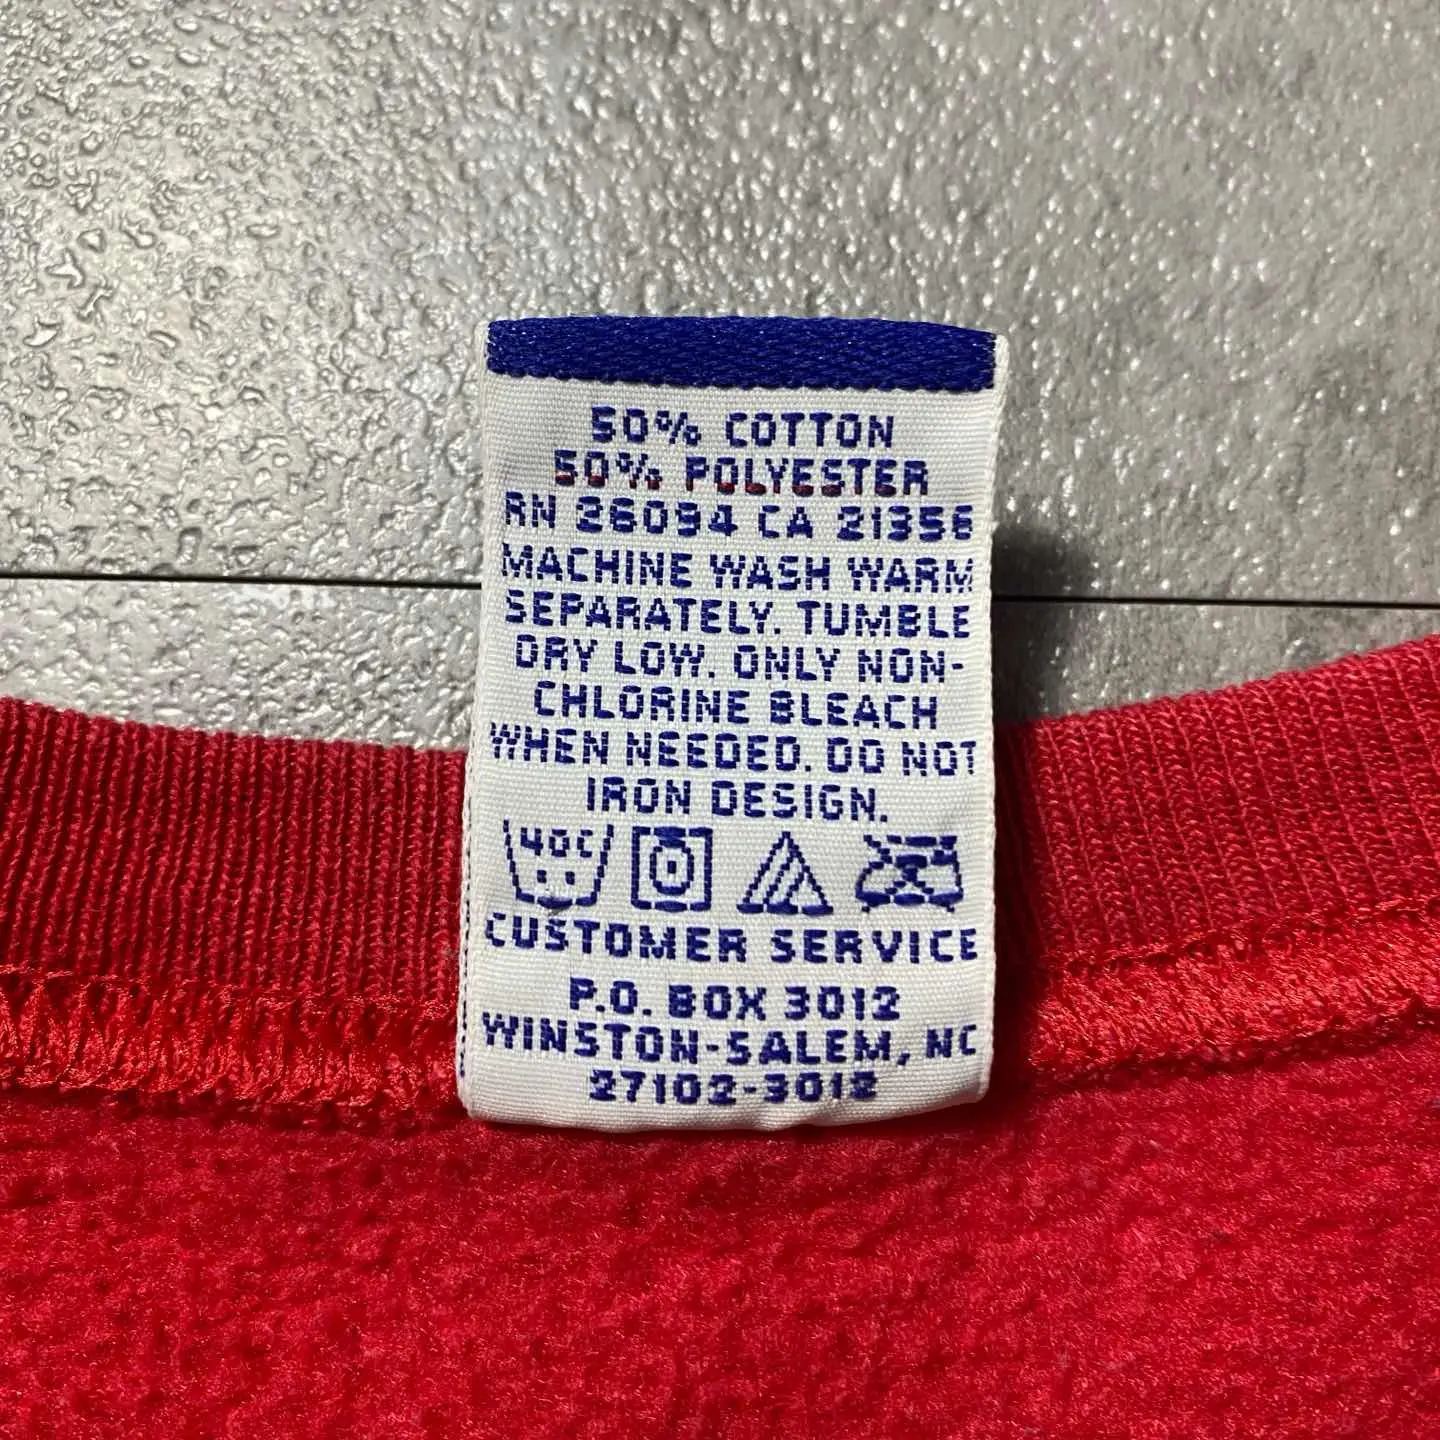 50% COTTON
50% POLYESTER
RN 26094 CA 21356
MACHINE WASH WARM
SEPARATELY. TUMBLE
DRY LOW. ONLY NON-
CHLORINE BLEACH
WHEN NEEDED. DO NOT
IRON DESIGN.
40C
CUSTOMER SERVICE
P.O. BOX 3012
WINSTON-SALEM, NC
27102-3012